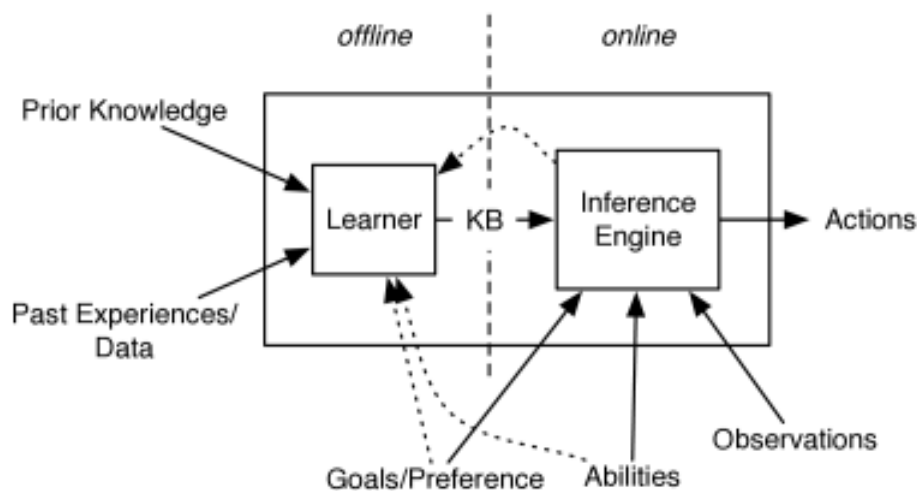 offline
online
Prior Knowledge
Learner
KB
Inference
Engine
Actions
Past Experiences/
Data
Observations
Goals/Preference
Abilities